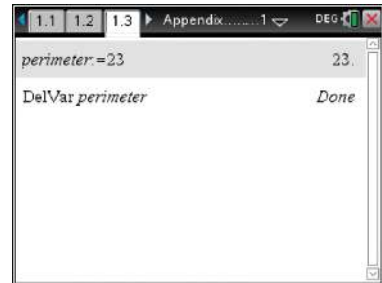 1.1 1.2 1.3 Appendix........1 DEG
perimeter:=23 23.
DelVar perimeter Done